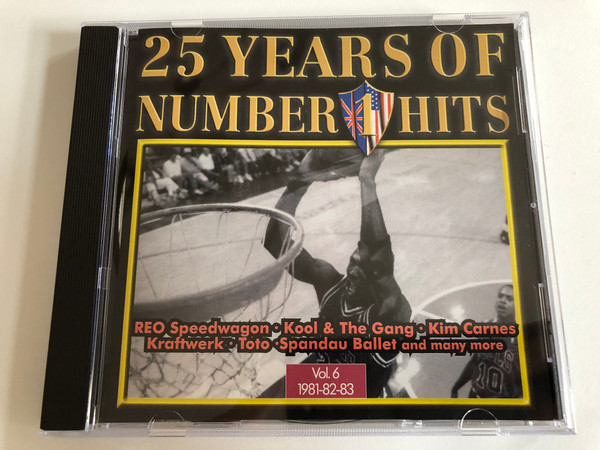 25 YEARS OF
NUMBER 1 HITS
REO Speedwagon • Kool & The Gang • Kim Carnes
Kraftwerk • Toto • Spandau Ballet and many more
Vol. 6
1981-82-83
10